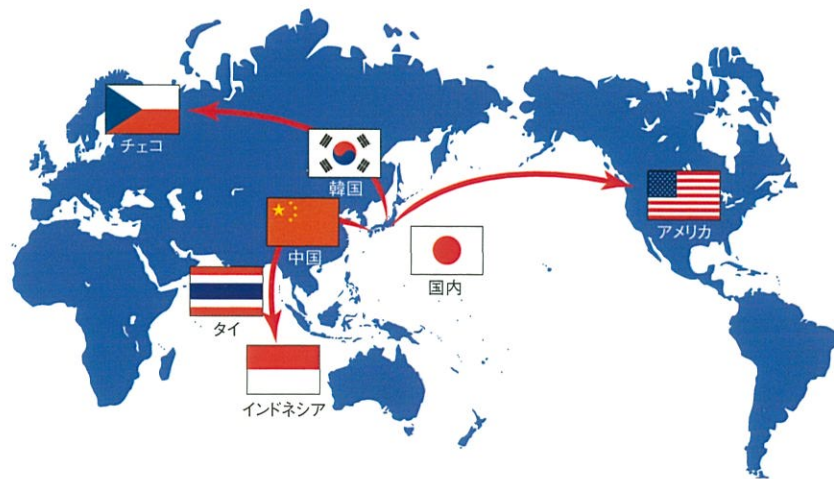 チェコ
韓国
アメリカ
中国
国内
タイ
インドネシア